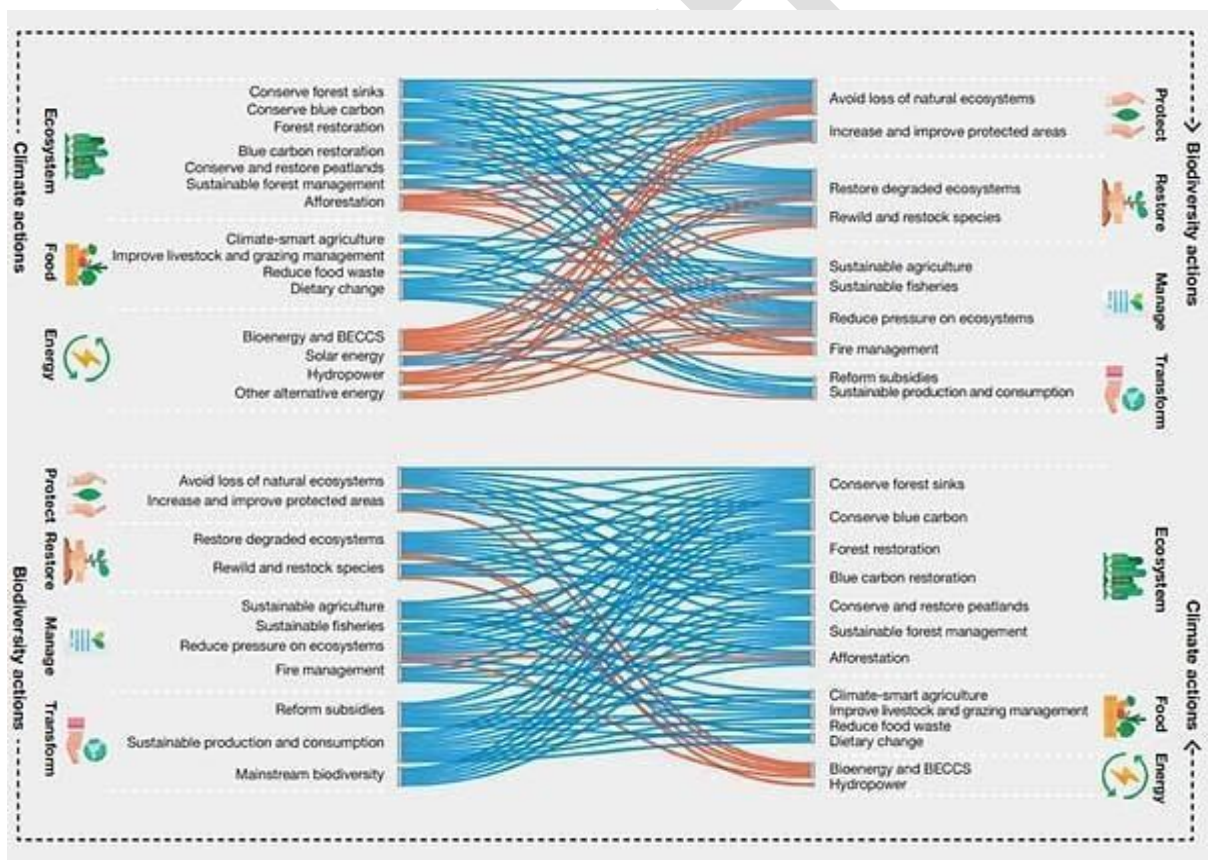 Climate actions
Ecosystem
Conserve forest sinks
Conserve blue carbon
Forest restoration
Blue carbon restoration
Conserve and restore peatlands
Sustainable forest management
Afforestation
Food
Climate-smart agriculture
Improve livestock and grazing management
Reduce food waste
Dietary change
Energy
Bioenergy and BECCS
Solar energy
Hydropower
Other alternative energy
Biodiversity actions
Protect
Avoid loss of natural ecosystems
Increase and improve protected areas
Restore
Restore degraded ecosystems
Rewild and restock species
Manage
Sustainable agriculture
Sustainable fisheries
Reduce pressure on ecosystems
Fire management
Transform
Reform subsidies
Sustainable production and consumption
Biodiversity actions
Protect
Avoid loss of natural ecosystems
Increase and improve protected areas
Restore
Restore degraded ecosystems
Rewild and restock species
Manage
Sustainable agriculture
Sustainable fisheries
Reduce pressure on ecosystems
Fire management
Transform
Reform subsidies
Sustainable production and consumption
Mainstream biodiversity
Climate actions
Ecosystem
Conserve forest sinks
Conserve blue carbon
Forest restoration
Blue carbon restoration
Conserve and restore peatlands
Sustainable forest management
Afforestation
Food
Climate-smart agriculture
Improve livestock and grazing management
Reduce food waste
Dietary change
Energy
Bioenergy and BECCS
Hydropower